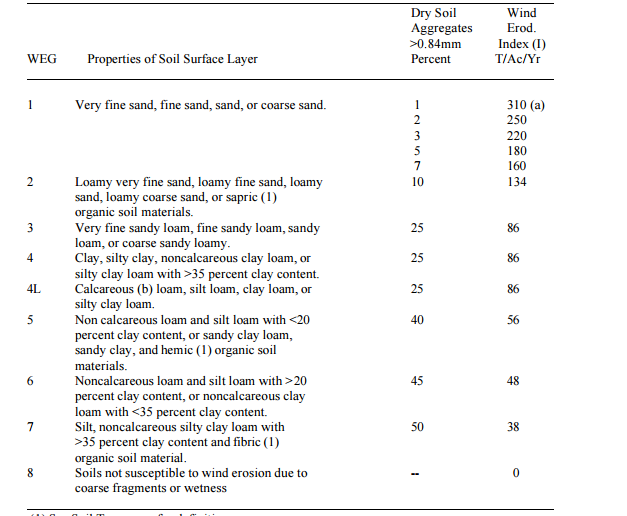 Dry Soil Wind
Aggregates Erod.
>0.84mm Index (I)
WEG Properties of Soil Surface Layer Percent T/Ac/Yr
1 Very fine sand, fine sand, sand, or coarse sand. 1 310 (a)
2 250
3 220
5 180
7 160
2 Loamy very fine sand, loamy fine sand, loamy 10 134
sand, loamy coarse sand, or sapric (1)
organic soil materials.
3 Very fine sandy loam, fine sandy loam, sandy 25 86
loam, or coarse sandy loamy.
4 Clay, silty clay, noncalcareous clay loam, or 25 86
silty clay loam with >35 percent clay content.
4L Calcareous (b) loam, silt loam, clay loam, or 25 86
silty clay loam.
5 Non calcareous loam and silt loam with <20 40 56
percent clay content, or sandy clay loam,
sandy clay, and hemic (1) organic soil
materials.
6 Noncalcareous loam and silt loam with >20 45 48
percent clay content, or noncalcareous clay
loam with <35 percent clay content.
7 Silt, noncalcareous silty clay loam with 50 38
>35 percent clay content and fibric (1)
organic soil material.
8 Soils not susceptible to wind erosion due to -- 0
coarse fragments or wetness